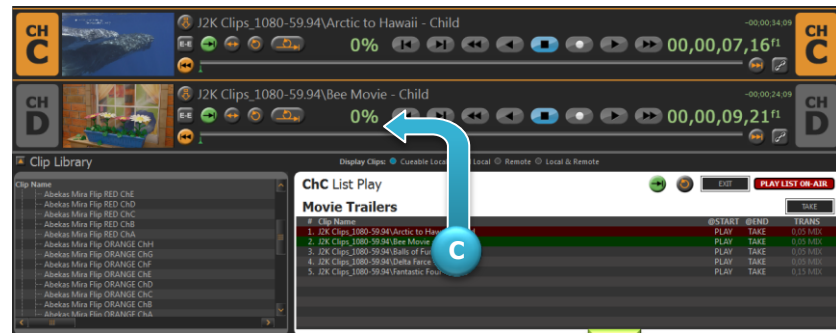 CH C
J2K Clips_1080-59.94\Arctic to Hawaii - Child
-00;00;34;09
CH C
E-E
0%
00,00,07,16f1
CH D
J2K Clips_1080-59.94\Bee Movie - Child
-00;00;24;09
CH D
E-E
0%
00,00,09,21f1
Clip Library
Display Clips: Cueable Local Local Remote Local & Remote
Clip Name
Abekas Mira Flip RED ChE
Abekas Mira Flip RED ChD
Abekas Mira Flip RED ChC
Abekas Mira Flip RED ChB
Abekas Mira Flip RED ChA
Abekas Mira Flip ORANGE ChH
Abekas Mira Flip ORANGE ChG
Abekas Mira Flip ORANGE ChF
Abekas Mira Flip ORANGE ChE
Abekas Mira Flip ORANGE ChD
Abekas Mira Flip ORANGE ChC
Abekas Mira Flip ORANGE ChB
Abekas Mira Flip ORANGE ChA
ChC List Play
EXIT
PLAY LIST ON-AIR
Movie Trailers
TAKE
# Clip Name @START @END TRANS
1. J2K Clips_1080-59.94\Arctic to PLAY TAKE 0,05 MIX
2. J2K Clips_1080-59.94\Bee Movie PLAY TAKE 0,05 MIX
3. J2K Clips_1080-59.94\Balls of PLAY TAKE 0,05 MIX
4. J2K Clips_1080-59.94\Delta Farce PLAY TAKE 0,05 MIX
5. J2K Clips_1080-59.94\Fantastic Four PLAY TAKE 0,15 MIX
C